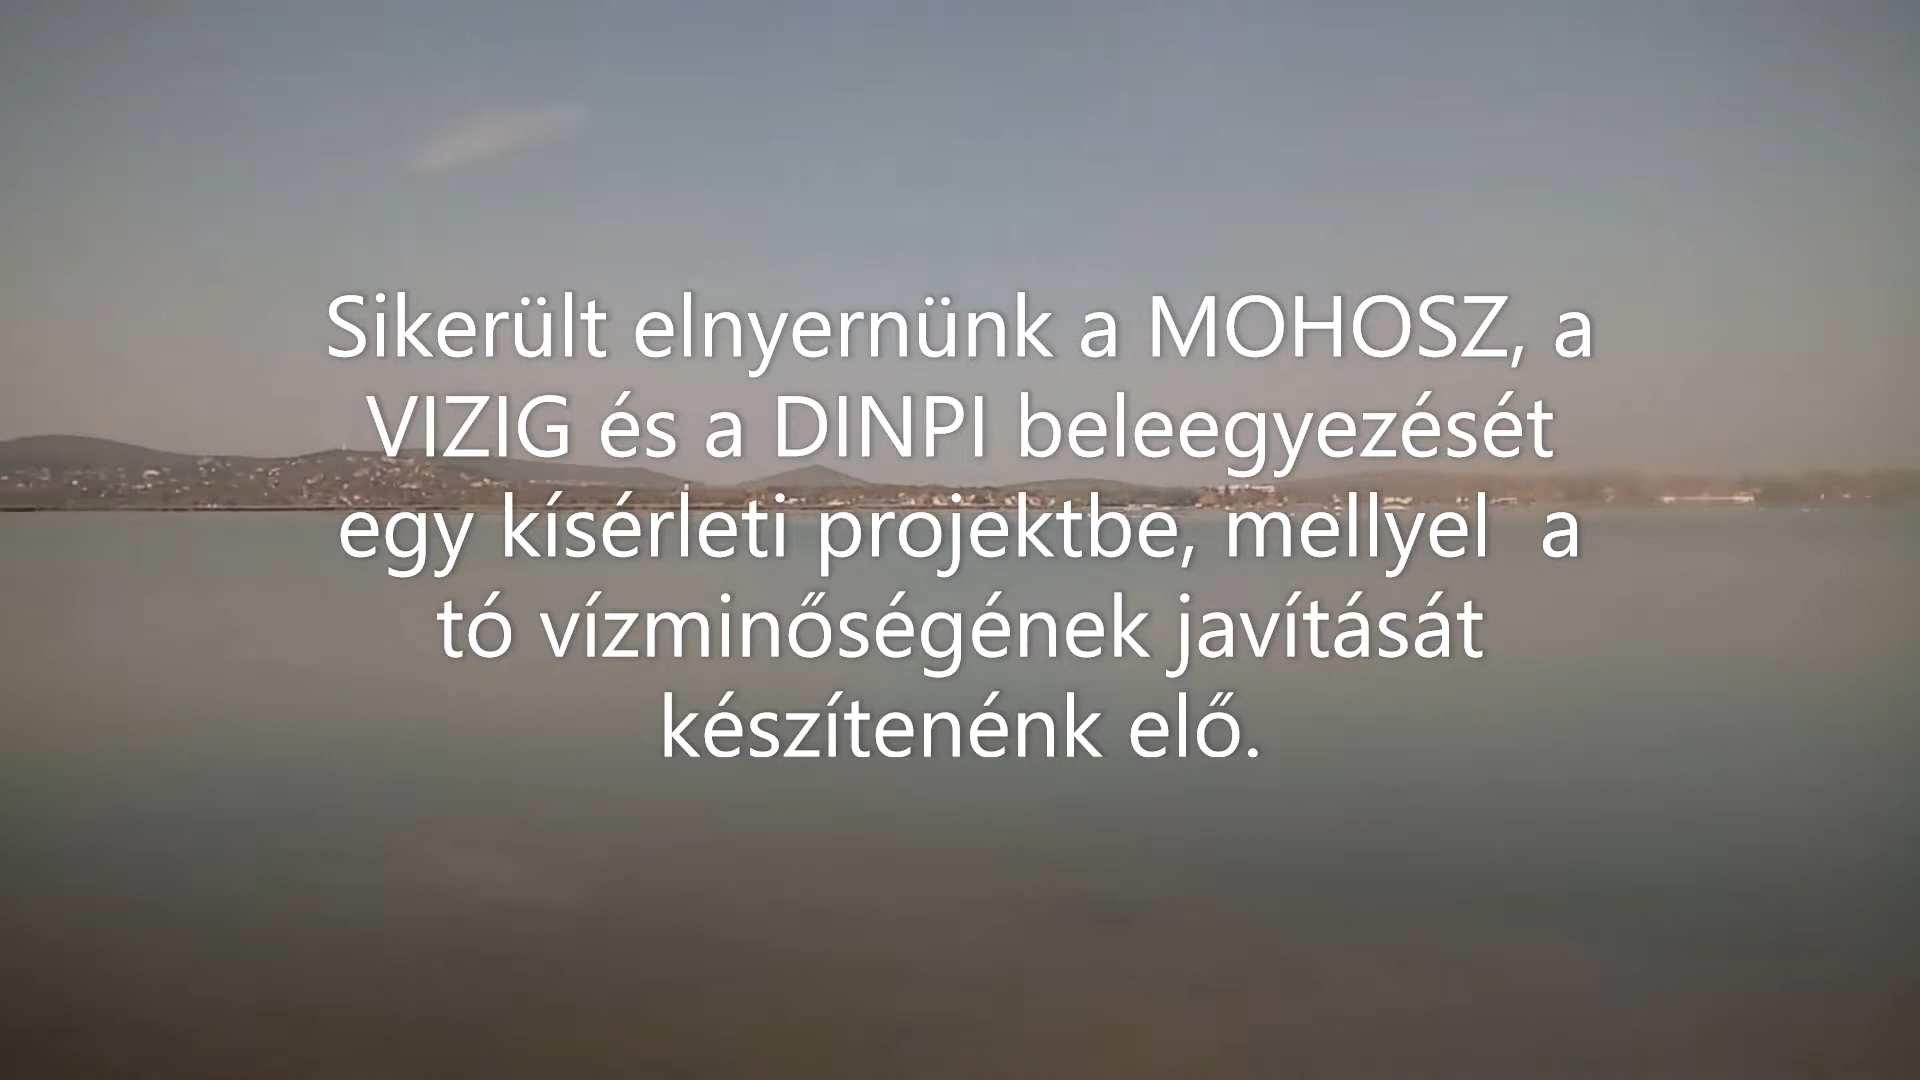 Sikerült elnyernünk a MOHOSZ, a
VIZIG és a DINPI beleegyezését
egy kísérleti projektbe, mellyel  a
tó vízminőségének javítását
készítenénk elő.